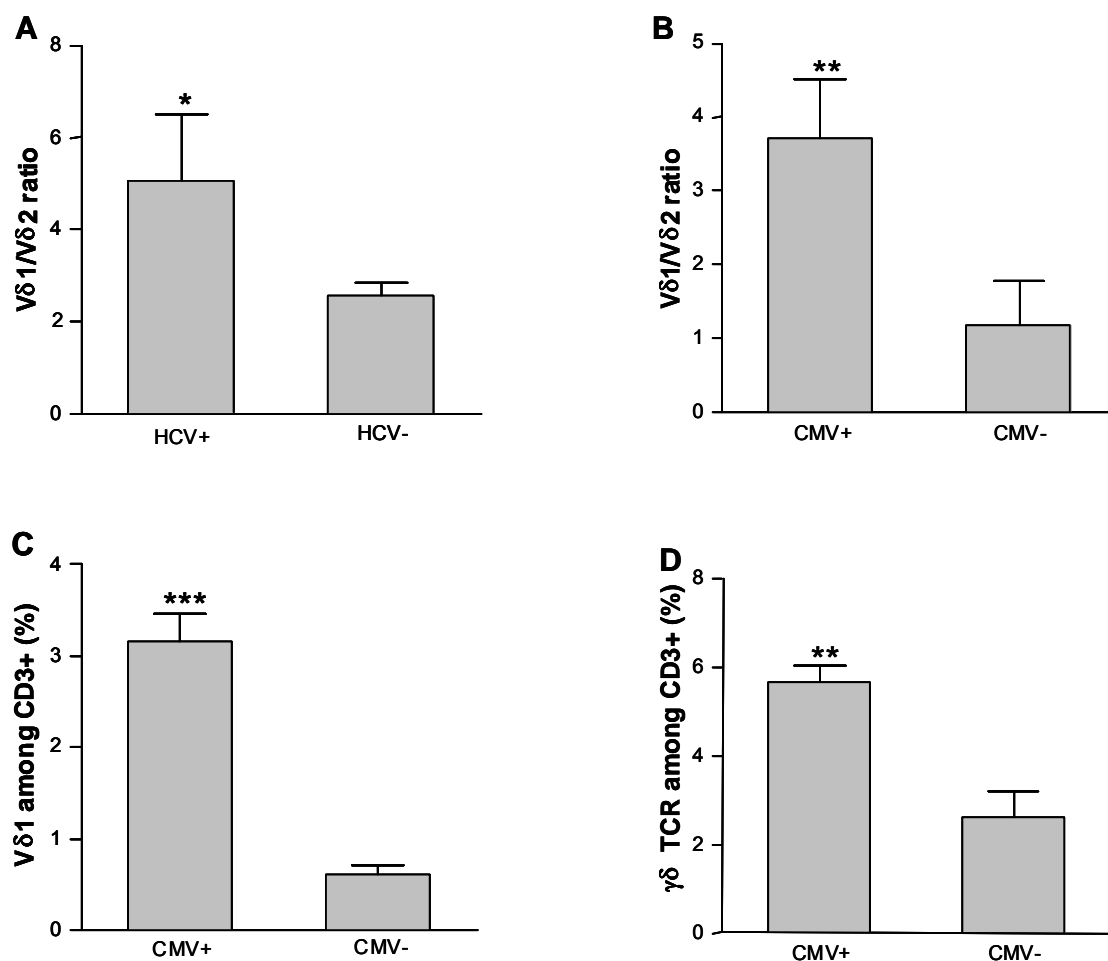 A
Vδ1/Vδ2 ratio
8
6
4
2
0
*
HCV+
HCV-
B
Vδ1/Vδ2 ratio
5
4
3
2
1
0
**
CMV+
CMV-
C
Vδ1 among CD3+ (%)
4
3
2
1
0
***
CMV+
CMV-
D
γδ TCR among CD3+ (%)
8
6
4
2
0
**
CMV+
CMV-